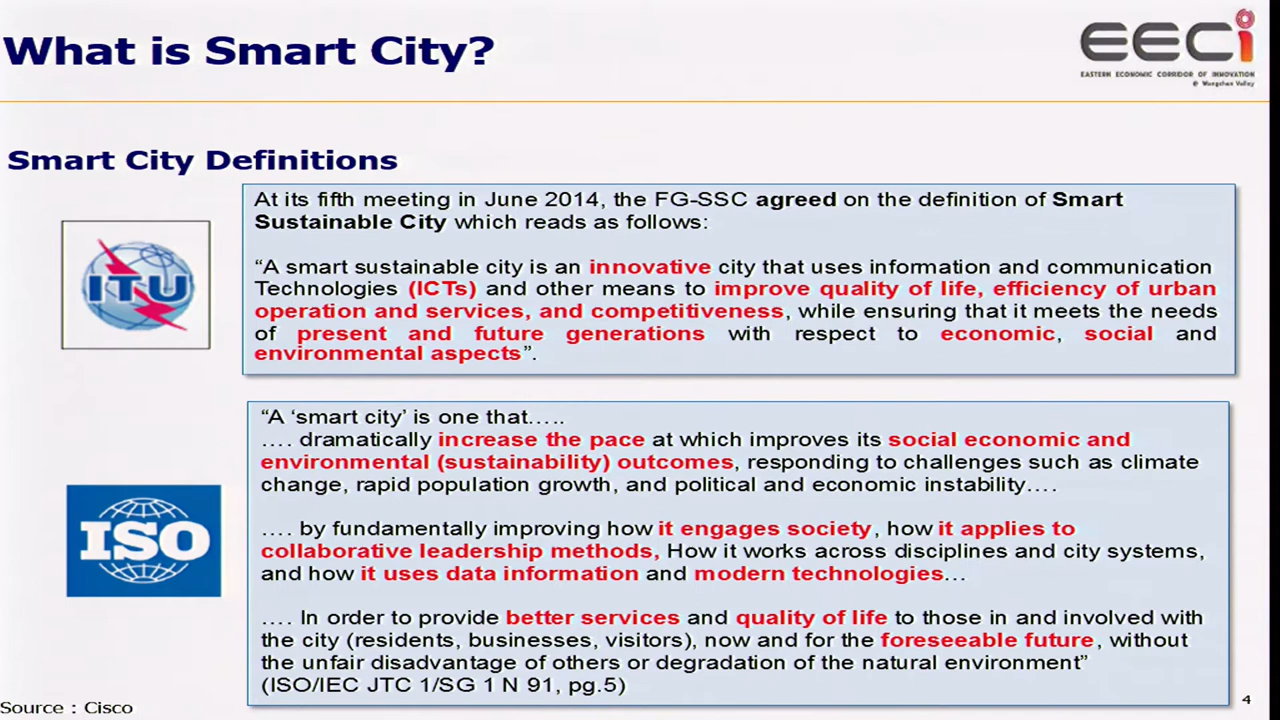 What is Smart City?
EECi
EASTERN ECONOMIC CORRIDOR OF INNOVATION
@ Wangchan Valley
Smart City Definitions
At its fifth meeting in June 2014, the FG-SSC agreed on the definition of Smart
Sustainable City which reads as follows:
“A smart sustainable city is an innovative city that uses information and communication
Technologies (ICTs) and other means to improve quality of life, efficiency of urban
operation and services, and competitiveness, while ensuring that it meets the needs
of present and future generations with respect to economic, social and
environmental aspects”.
ITU
“A ‘smart city’ is one that…..
…. dramatically increase the pace at which improves its social economic and
environmental (sustainability) outcomes, responding to challenges such as climate
change, rapid population growth, and political and economic instability….
…. by fundamentally improving how it engages society, how it applies to
collaborative leadership methods, How it works across disciplines and city systems,
and how it uses data information and modern technologies…
ISO
…. In order to provide better services and quality of life to those in and involved with
the city (residents, businesses, visitors), now and for the foreseeable future, without
the unfair disadvantage of others or degradation of the natural environment”
(ISO/IEC JTC 1/SG 1 N 91, pg.5)
Source : Cisco
4